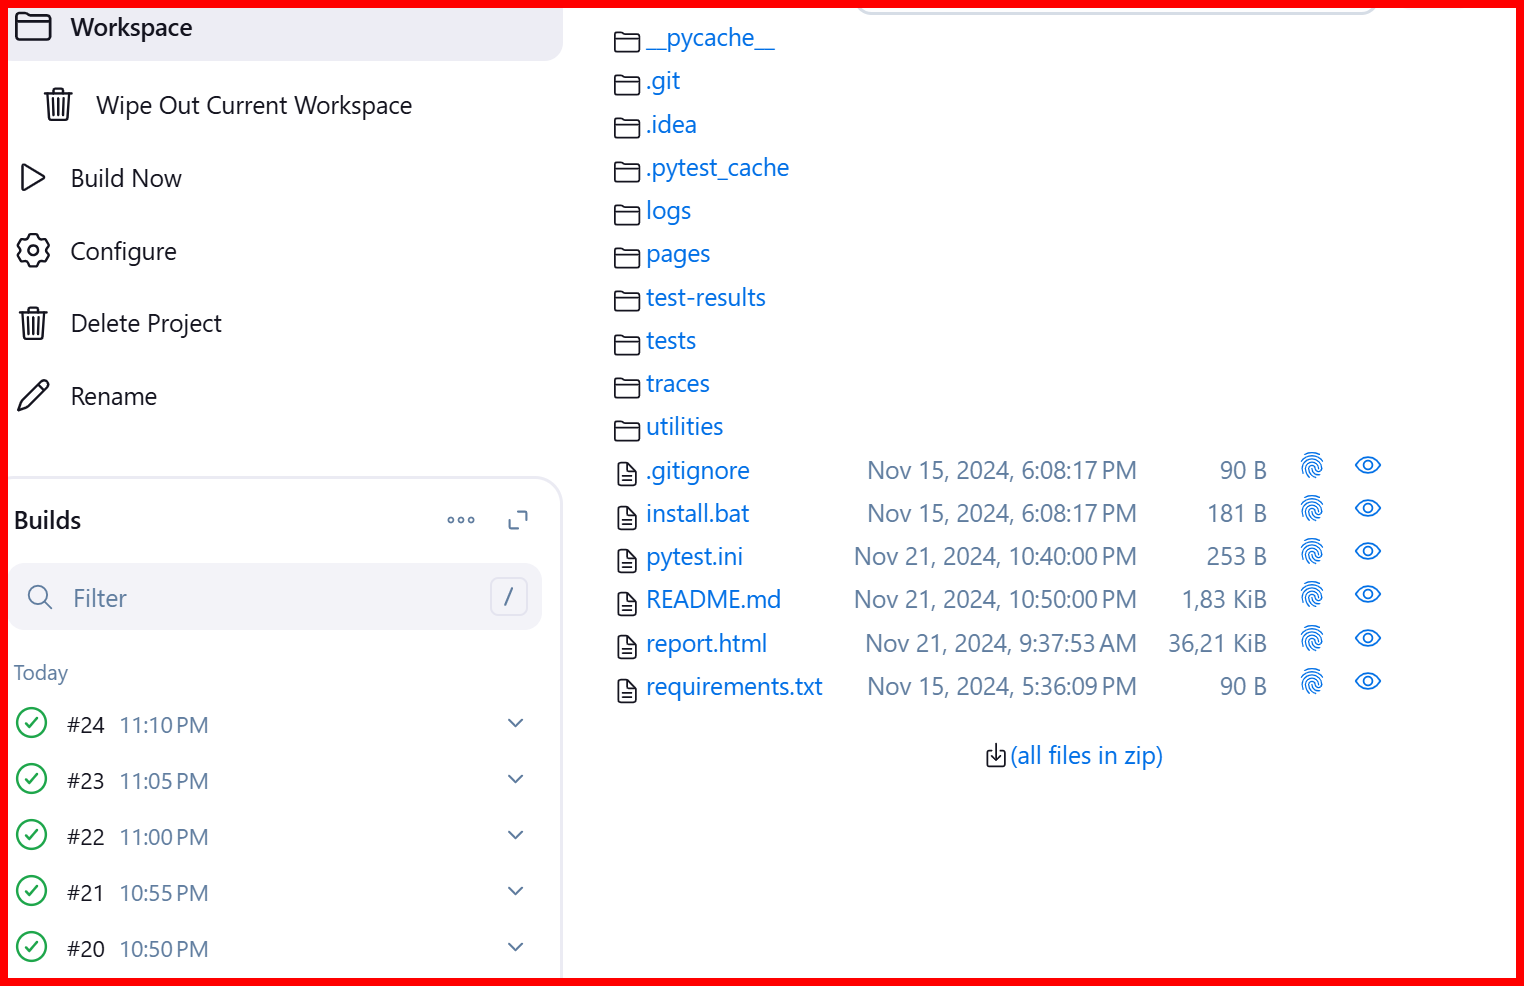 Workspace
Wipe Out Current Workspace
Build Now
Configure
Delete Project
Rename
Builds
Filter /
Today
#24 11:10 PM
#23 11:05 PM
#22 11:00 PM
#21 10:55 PM
#20 10:50 PM
__pycache__
.git
.idea
.pytest_cache
logs
pages
test-results
tests
traces
utilities
.gitignore Nov 15, 2024, 6:08:17 PM 90 B
install.bat Nov 15, 2024, 6:08:17 PM 181 B
pytest.ini Nov 21, 2024, 10:40:00 PM 253 B
README.md Nov 21, 2024, 10:50:00 PM 1,83 KiB
report.html Nov 21, 2024, 9:37:53 AM 36,21 KiB
requirements.txt Nov 15, 2024, 5:36:09 PM 90 B
(all files in zip)